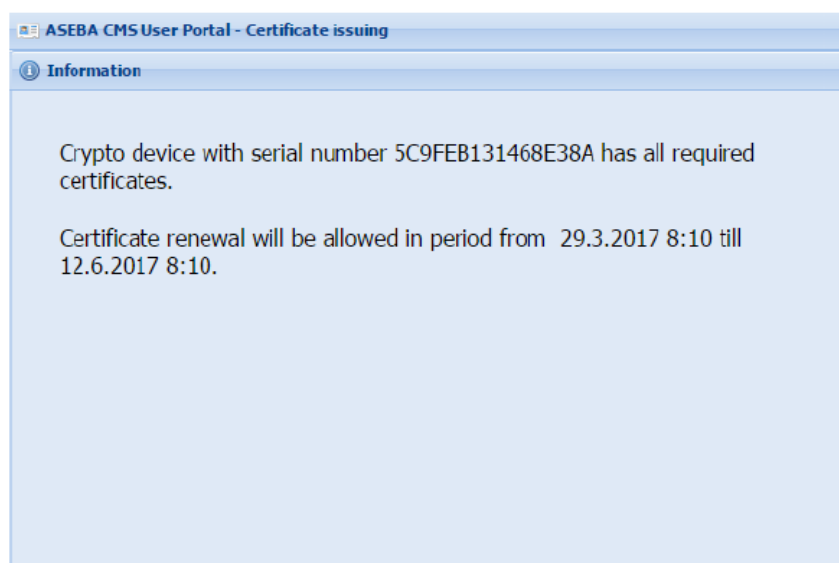 ASEBA CMS User Portal - Certificate issuing
Information
Crypto device with serial number 5C9FEB131468E38A has all required
certificates.
Certificate renewal will be allowed in period from  29.3.2017 8:10 till
12.6.2017 8:10.